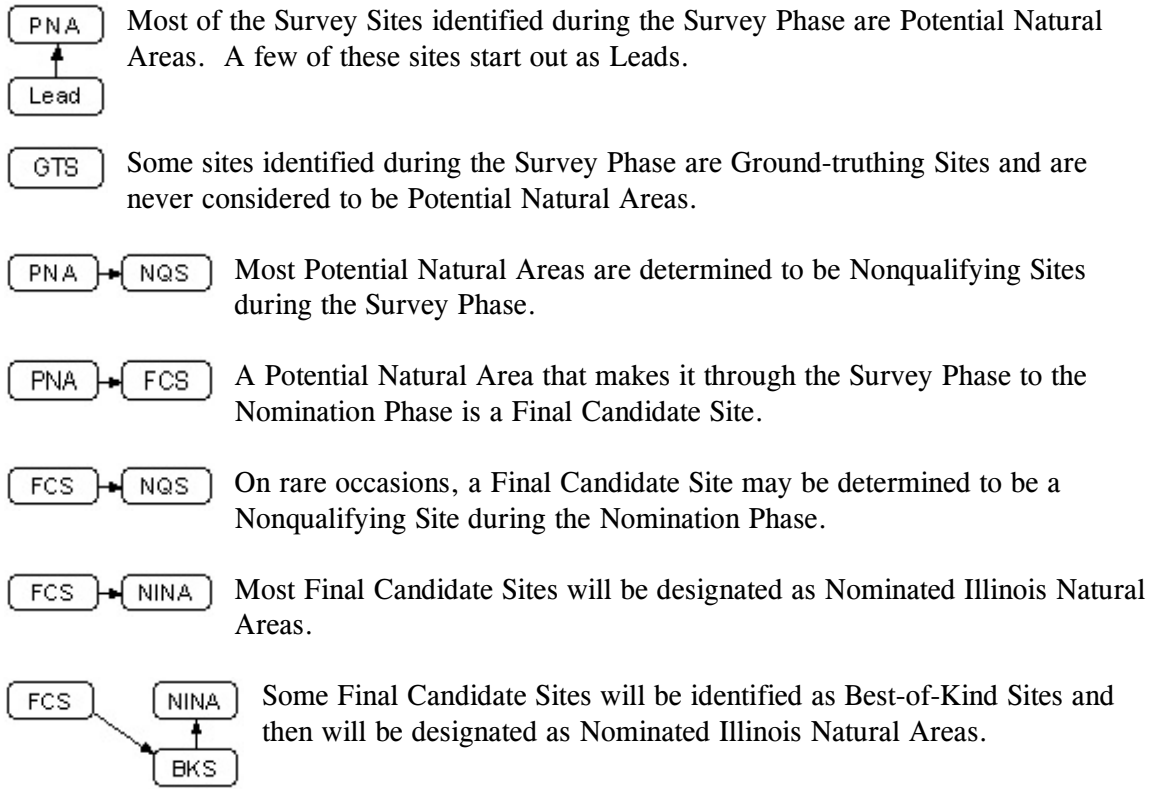 PNA
Most of the Survey Sites identified during the Survey Phase are Potential Natural
Areas. A few of these sites start out as Leads.
Lead
GTS
Some sites identified during the Survey Phase are Ground-truthing Sites and are
never considered to be Potential Natural Areas.
PNA NQS
Most Potential Natural Areas are determined to be Nonqualifying Sites
during the Survey Phase.
PNA FCS
A Potential Natural Area that makes it through the Survey Phase to the
Nomination Phase is a Final Candidate Site.
FCS NQS
On rare occasions, a Final Candidate Site may be determined to be a
Nonqualifying Site during the Nomination Phase.
FCS NINA
Most Final Candidate Sites will be designated as Nominated Illinois Natural
Areas.
FCS NINA
Some Final Candidate Sites will be identified as Best-of-Kind Sites and
then will be designated as Nominated Illinois Natural Areas.
BKS